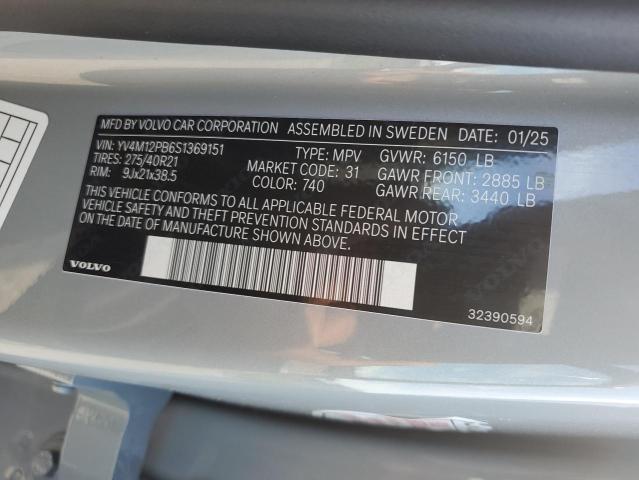 MFD BY VOLVO CAR CORPORATION ASSEMBLED IN SWEDEN DATE: 01/25
VIN: YV4M12PB6S1369151 TYPE: MPV GVWR: 6150 LB
TIRES: 275/40R21 MARKET CODE: 31 GAWR FRONT: 2885 LB
RIM: 9Jx21x38.5 COLOR: 740 GAWR REAR: 3440 LB
THIS VEHICLE CONFORMS TO ALL APPLICABLE FEDERAL MOTOR
VEHICLE SAFETY AND THEFT PREVENTION STANDARDS IN EFFECT
ON THE DATE OF MANUFACTURE SHOWN ABOVE.
VOLVO
32390594